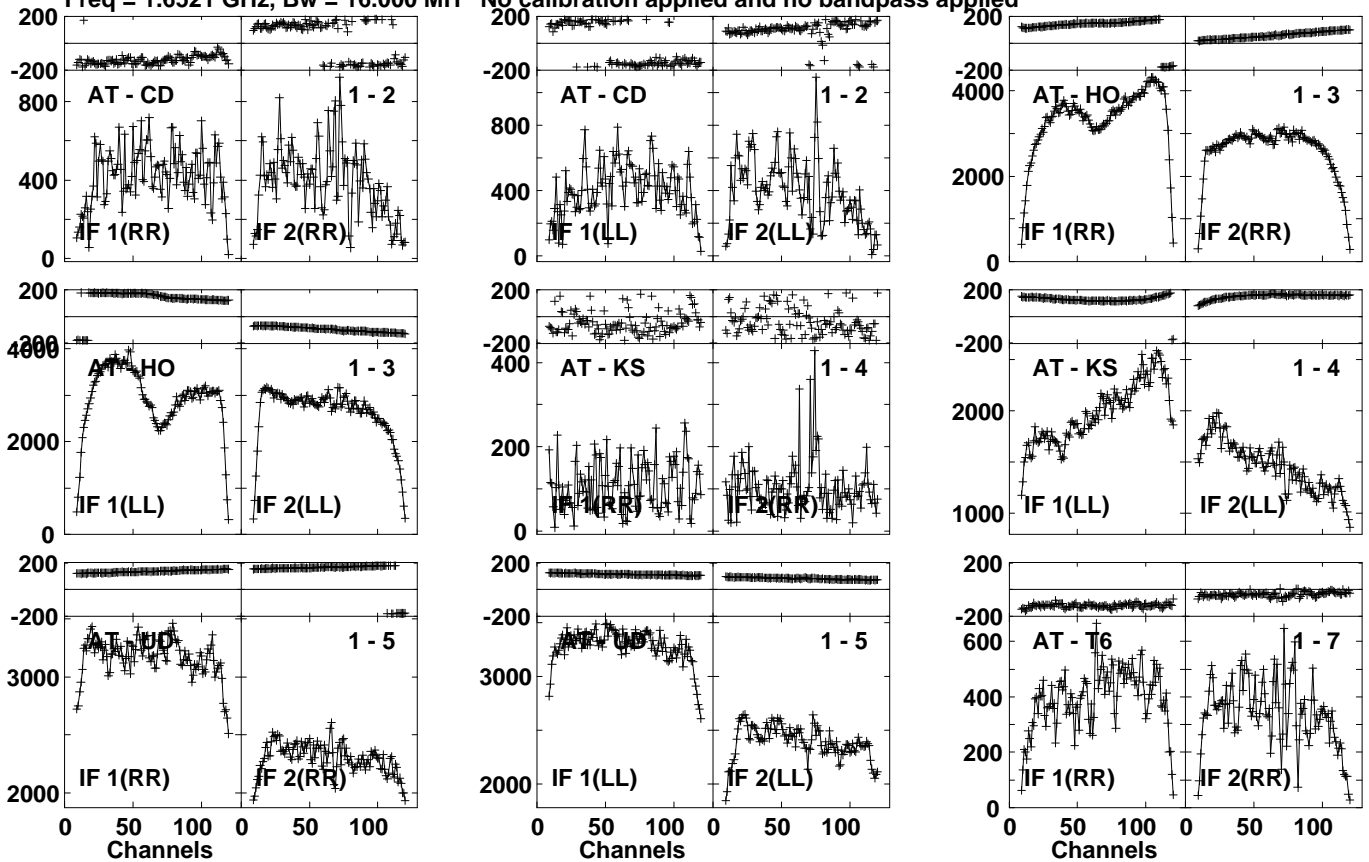 Freq = 1.6521 GHz, Bw = 16.000 MH No calibration applied and no bandpass applied
200
-200
800
400
0
AT - CD
1 - 2
IF 1(RR)
IF 2(RR)
200
-200
800
400
0
AT - CD
1 - 2
IF 1(LL)
IF 2(LL)
200
-200
4000
2000
0
AT - HO
1 - 3
IF 1(RR)
IF 2(RR)
200
-200
4000
2000
0
AT - HO
1 - 3
IF 1(LL)
IF 2(LL)
200
-200
400
200
0
AT - KS
1 - 4
IF 1(RR)
IF 2(RR)
200
-200
2000
1000
AT - KS
1 - 4
IF 1(LL)
IF 2(LL)
200
-200
3000
2000
AT - UD
1 - 5
IF 1(RR)
IF 2(RR)
0 50 100 0 50 100
Channels
200
-200
3000
2000
AT - UD
1 - 5
IF 1(LL)
IF 2(LL)
0 50 100 0 50 100
Channels
200
-200
600
400
200
0
AT - T6
1 - 7
IF 1(RR)
IF 2(RR)
0 50 100 0 50 100
Channels